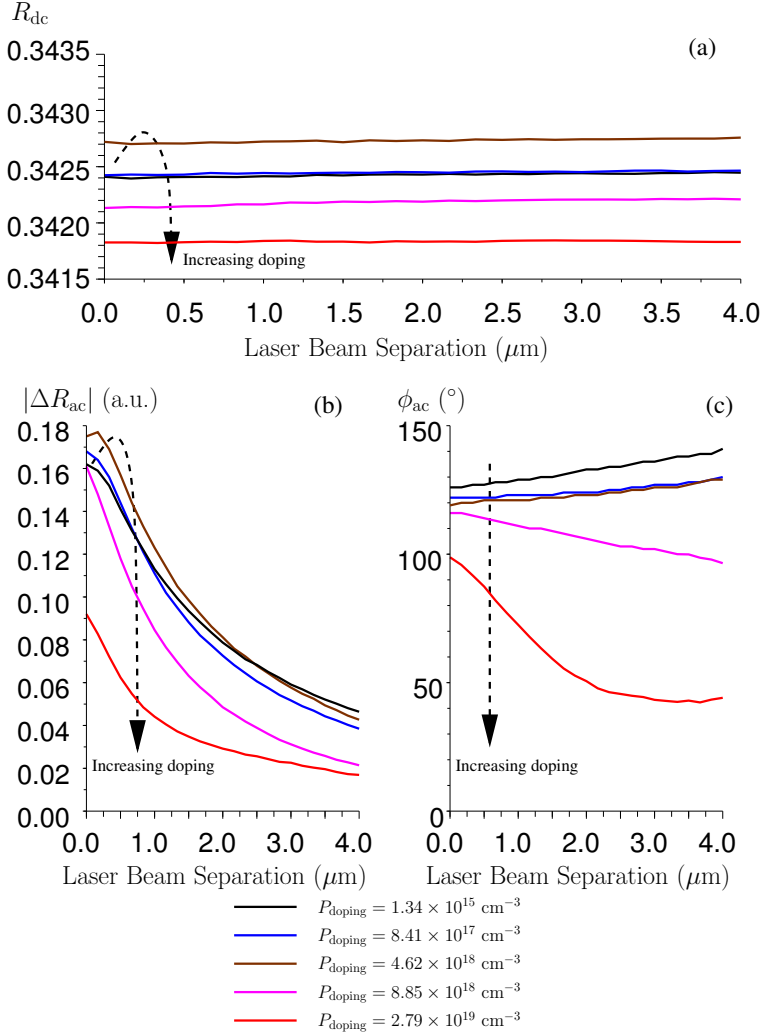 R_dc
(a)
0.3435
0.3430
0.3425
0.3420
0.3415
Increasing doping
0.0 0.5 1.0 1.5 2.0 2.5 3.0 3.5 4.0
Laser Beam Separation (μm)
|ΔR_ac| (a.u.)
(b)
0.18
0.16
0.14
0.12
0.10
0.08
0.06
0.04
0.02
0.00
Increasing doping
0.0 1.0 2.0 3.0 4.0
Laser Beam Separation (μm)
ϕ_ac (°)
(c)
150
100
50
0
Increasing doping
0.0 1.0 2.0 3.0 4.0
Laser Beam Separation (μm)
P_doping = 1.34 × 10^15 cm^−3
P_doping = 8.41 × 10^17 cm^−3
P_doping = 4.62 × 10^18 cm^−3
P_doping = 8.85 × 10^18 cm^−3
P_doping = 2.79 × 10^19 cm^−3